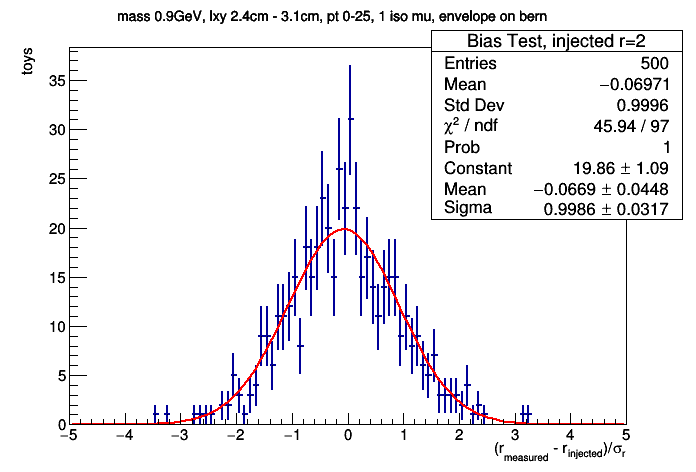 mass 0.9GeV, lxy 2.4cm - 3.1cm, pt 0-25, 1 iso mu, envelope on bern
Bias Test, injected r=2
Entries 500
Mean −0.06971
Std Dev 0.9996
χ² / ndf 45.94 / 97
Prob 1
Constant 19.86 ± 1.09
Mean −0.0669 ± 0.0448
Sigma 0.9986 ± 0.0317
toys
35
30
25
20
15
10
5
0
−5 −4 −3 −2 −1 0 1 2 3 4 5
(r_measured - r_injected)/σ_r